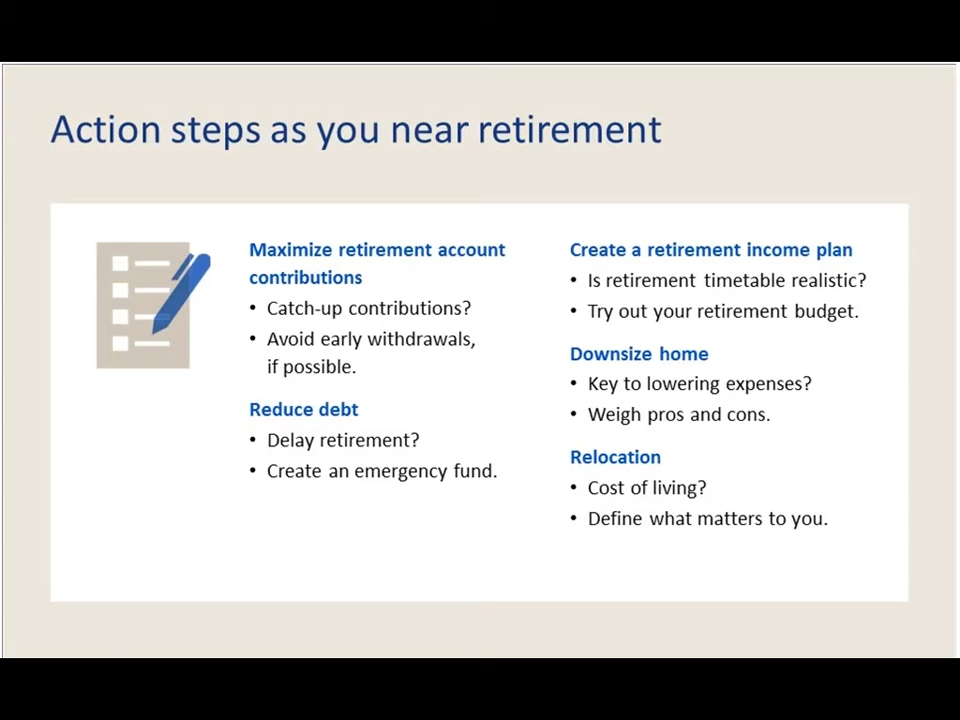 Action steps as you near retirement
Maximize retirement account
contributions
• Catch-up contributions?
• Avoid early withdrawals,
if possible.
Reduce debt
• Delay retirement?
• Create an emergency fund.
Create a retirement income plan
• Is retirement timetable realistic?
• Try out your retirement budget.
Downsize home
• Key to lowering expenses?
• Weigh pros and cons.
Relocation
• Cost of living?
• Define what matters to you.